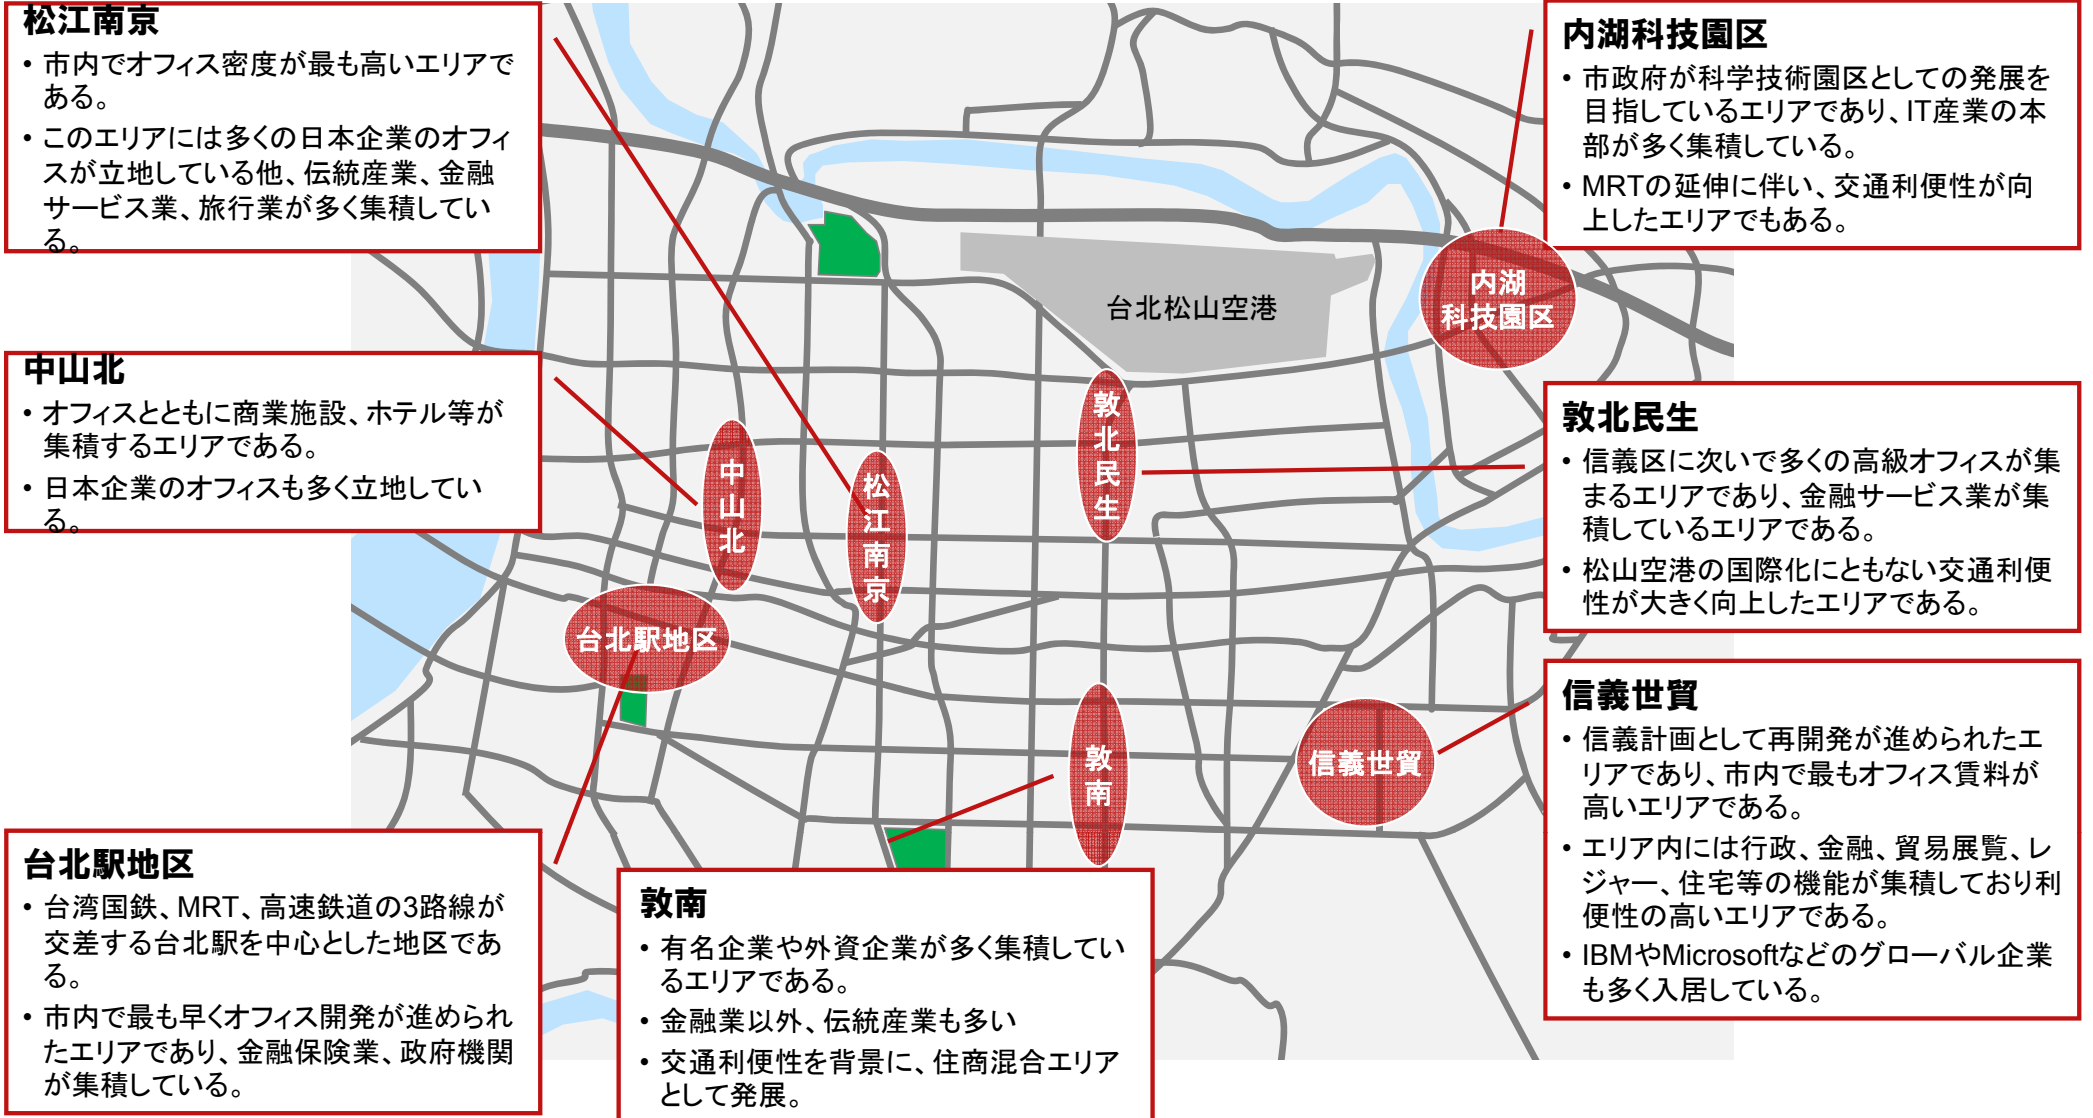 松江南京
• 市内でオフィス密度が最も高いエリアで
ある。
• このエリアには多くの日本企業のオフィ
スが立地している他、伝統産業、金融
サービス業、旅行業が多く集積してい
る。
中山北
• オフィスとともに商業施設、ホテル等が
集積するエリアである。
• 日本企業のオフィスも多く立地してい
る。
台北駅地区
• 台湾国鉄、MRT、高速鉄道の3路線が
交差する台北駅を中心とした地区であ
る。
• 市内で最も早くオフィス開発が進められ
たエリアであり、金融保険業、政府機関
が集積している。
台北松山空港
内湖
科技園区
敦北民生
中山北
松江南京
台北駅地区
敦南
信義世貿
敦南
• 有名企業や外資企業が多く集積してい
るエリアである。
• 金融業以外、伝統産業も多い
• 交通利便性を背景に、住商混合エリア
として発展。
内湖科技園区
• 市政府が科学技術園区としての発展を
目指しているエリアであり、IT産業の本
部が多く集積している。
• MRTの延伸に伴い、交通利便性が向
上したエリアでもある。
敦北民生
• 信義区に次いで多くの高級オフィスが集
まるエリアであり、金融サービス業が集
積しているエリアである。
• 松山空港の国際化にともない交通利便
性が大きく向上したエリアである。
信義世貿
• 信義計画として再開発が進められたエ
リアであり、市内で最もオフィス賃料が
高いエリアである。
• エリア内には行政、金融、貿易展覧、レ
ジャー、住宅等の機能が集積しており利
便性の高いエリアである。
• IBMやMicrosoftなどのグローバル企業
も多く入居している。